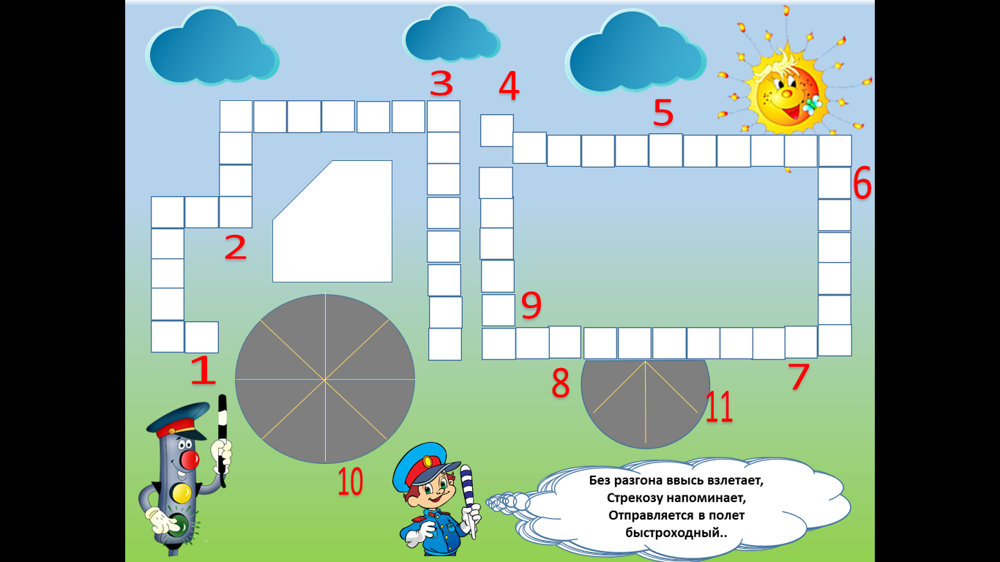 3
4
5
6
2
9
1
8
7
11
10
Без разгона ввысь взлетает,
Стрекозу напоминает,
Отправляется в полет
быстроходный..